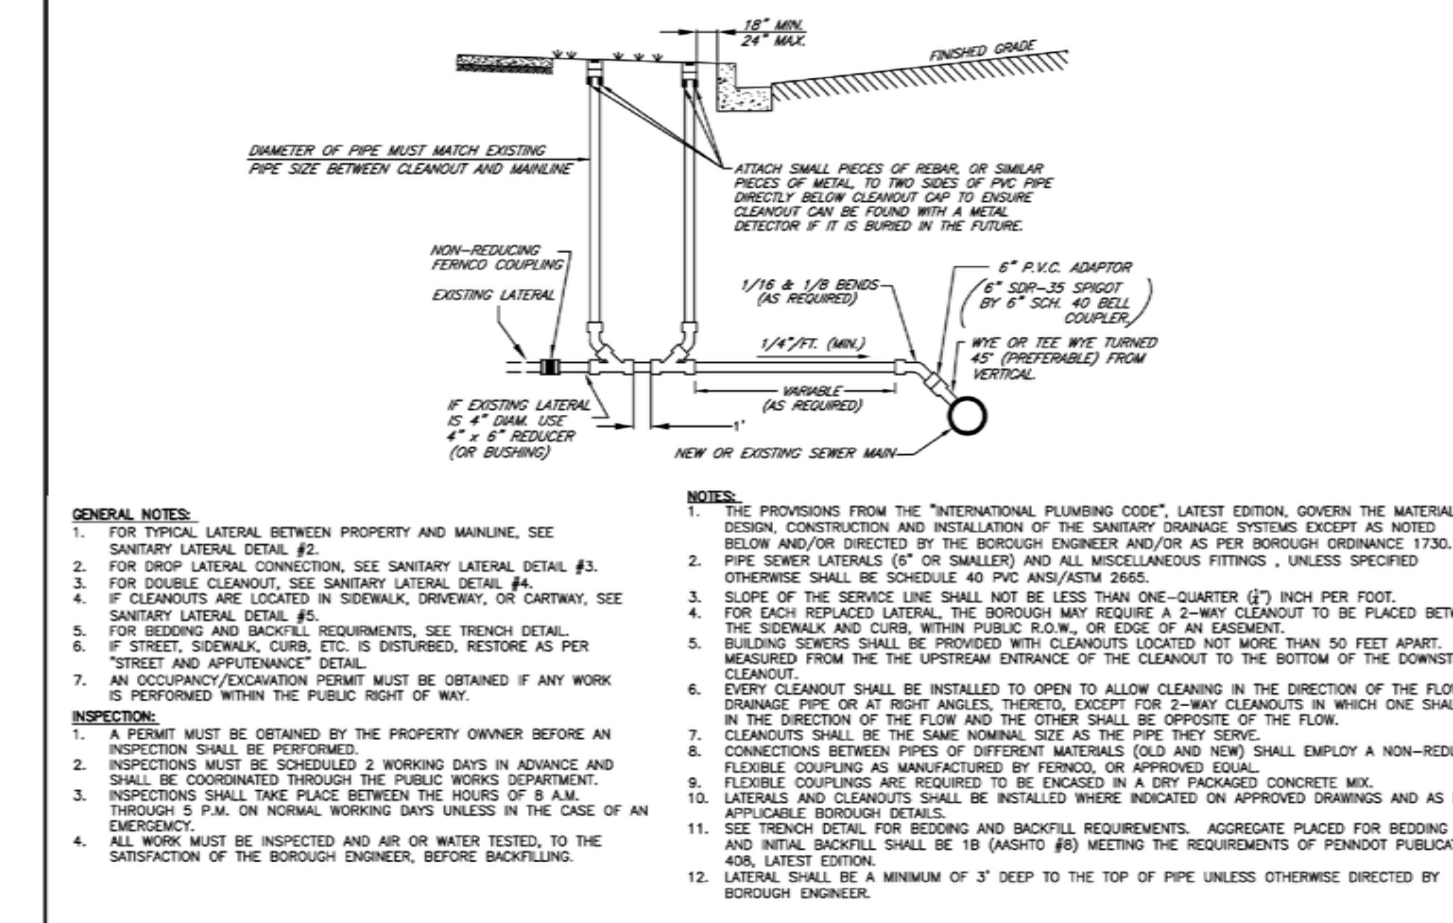 18" MIN.
24" MAX.
FINISHED GRADE
DIAMETER OF PIPE MUST MATCH EXISTING
PIPE SIZE BETWEEN CLEANOUT AND MAINLINE
ATTACH SMALL PIECES OF REBAR, OR SIMILAR
PIECES OF METAL, TO TWO SIDES OF PVC PIPE
DIRECTLY BELOW CLEANOUT CAP TO ENSURE
CLEANOUT CAN BE FOUND WITH A METAL
DETECTOR IF IT IS BURIED IN THE FUTURE.
NON-REDUCING
FERNCO COUPLING
EXISTING LATERAL
1/16 & 1/8 BENDS
(AS REQUIRED)
6" P.V.C. ADAPTOR
(6" SDR-35 SPIGOT
BY 6" SCH. 40 BELL
COUPLER.)
1/4"/FT. (MIN.)
WYE OR TEE WYE TURNED
45° (PREFERABLE) FROM
VERTICAL.
VARIABLE
(AS REQUIRED)
IF EXISTING LATERAL
IS 4" DIAM. USE
4" x 6" REDUCER
(OR BUSHING)
1'
NEW OR EXISTING SEWER MAIN
GENERAL NOTES:
1. FOR TYPICAL LATERAL BETWEEN PROPERTY AND MAINLINE, SEE
SANITARY LATERAL DETAIL #2.
2. FOR DROP LATERAL CONNECTION, SEE SANITARY LATERAL DETAIL #3.
3. FOR DOUBLE CLEANOUT, SEE SANITARY LATERAL DETAIL #4.
4. IF CLEANOUTS ARE LOCATED IN SIDEWALK, DRIVEWAY, OR CARTWAY, SEE
SANITARY LATERAL DETAIL #5.
5. FOR BEDDING AND BACKFILL REQUIRMENTS, SEE TRENCH DETAIL.
6. IF STREET, SIDEWALK, CURB, ETC. IS DISTURBED, RESTORE AS PER
"STREET AND APPUTENANCE" DETAIL.
7. AN OCCUPANCY/EXCAVATION PERMIT MUST BE OBTAINED IF ANY WORK
IS PERFORMED WITHIN THE PUBLIC RIGHT OF WAY.
INSPECTION:
1. A PERMIT MUST BE OBTAINED BY THE PROPERTY OWVNER BEFORE AN
INSPECTION SHALL BE PERFORMED.
2. INSPECTIONS MUST BE SCHEDULED 2 WORKING DAYS IN ADVANCE AND
SHALL BE COORDINATED THROUGH THE PUBLIC WORKS DEPARTMENT.
3. INSPECTIONS SHALL TAKE PLACE BETWEEN THE HOURS OF 8 A.M.
THROUGH 5 P.M. ON NORMAL WORKING DAYS UNLESS IN THE CASE OF AN
EMERGEMCY.
4. ALL WORK MUST BE INSPECTED AND AIR OR WATER TESTED, TO THE
SATISFACTION OF THE BOROUGH ENGINEER, BEFORE BACKFILLING.
NOTES:
1. THE PROVISIONS FROM THE "INTERNATIONAL PLUMBING CODE", LATEST EDITION, GOVERN THE MATERIAL
DESIGN, CONSTRUCTION AND INSTALLATION OF THE SANITARY DRAINAGE SYSTEMS EXCEPT AS NOTED
BELOW AND/OR DIRECTED BY THE BOROUGH ENGINEER AND/OR AS PER BOROUGH ORDINANCE 1730.
2. PIPE SEWER LATERALS (6" OR SMALLER) AND ALL MISCELLANEOUS FITTINGS , UNLESS SPECIFIED
OTHERWISE SHALL BE SCHEDULE 40 PVC ANSI/ASTM 2665.
3. SLOPE OF THE SERVICE LINE SHALL NOT BE LESS THAN ONE-QUARTER (¼") INCH PER FOOT.
4. FOR EACH REPLACED LATERAL, THE BOROUGH MAY REQUIRE A 2-WAY CLEANOUT TO BE PLACED BET
THE SIDEWALK AND CURB, WITHIN PUBLIC R.O.W., OR EDGE OF AN EASEMENT.
5. BUILDING SEWERS SHALL BE PROVIDED WITH CLEANOUTS LOCATED NOT MORE THAN 50 FEET APART.
MEASURED FROM THE THE UPSTREAM ENTRANCE OF THE CLEANOUT TO THE BOTTOM OF THE DOWNST
CLEANOUT.
6. EVERY CLEANOUT SHALL BE INSTALLED TO OPEN TO ALLOW CLEANING IN THE DIRECTION OF THE FLO
DRAINAGE PIPE OR AT RIGHT ANGLES, THERETO, EXCEPT FOR 2-WAY CLEANOUTS IN WHICH ONE SHAL
IN THE DIRECTION OF THE FLOW AND THE OTHER SHALL BE OPPOSITE OF THE FLOW.
7. CLEANOUTS SHALL BE THE SAME NOMINAL SIZE AS THE PIPE THEY SERVE.
8. CONNECTIONS BETWEEN PIPES OF DIFFERENT MATERIALS (OLD AND NEW) SHALL EMPLOY A NON-REDU
FLEXIBLE COUPLING AS MANUFACTURED BY FERNCO, OR APPROVED EQUAL.
9. FLEXIBLE COUPLINGS ARE REQUIRED TO BE ENCASED IN A DRY PACKAGED CONCRETE MIX.
10. LATERALS AND CLEANOUTS SHALL BE INSTALLED WHERE INDICATED ON APPROVED DRAWINGS AND AS
APPLICABLE BOROUGH DETAILS.
11. SEE TRENCH DETAIL FOR BEDDING AND BACKFILL REQUIREMENTS. AGGREGATE PLACED FOR BEDDING
AND INITIAL BACKFILL SHALL BE 1B (AASHTO #8) MEETING THE REQUIREMENTS OF PENNDOT PUBLICA
408, LATEST EDITION.
12. LATERAL SHALL BE A MINIMUM OF 3' DEEP TO THE TOP OF PIPE UNLESS OTHERWISE DIRECTED BY
BOROUGH ENGINEER.